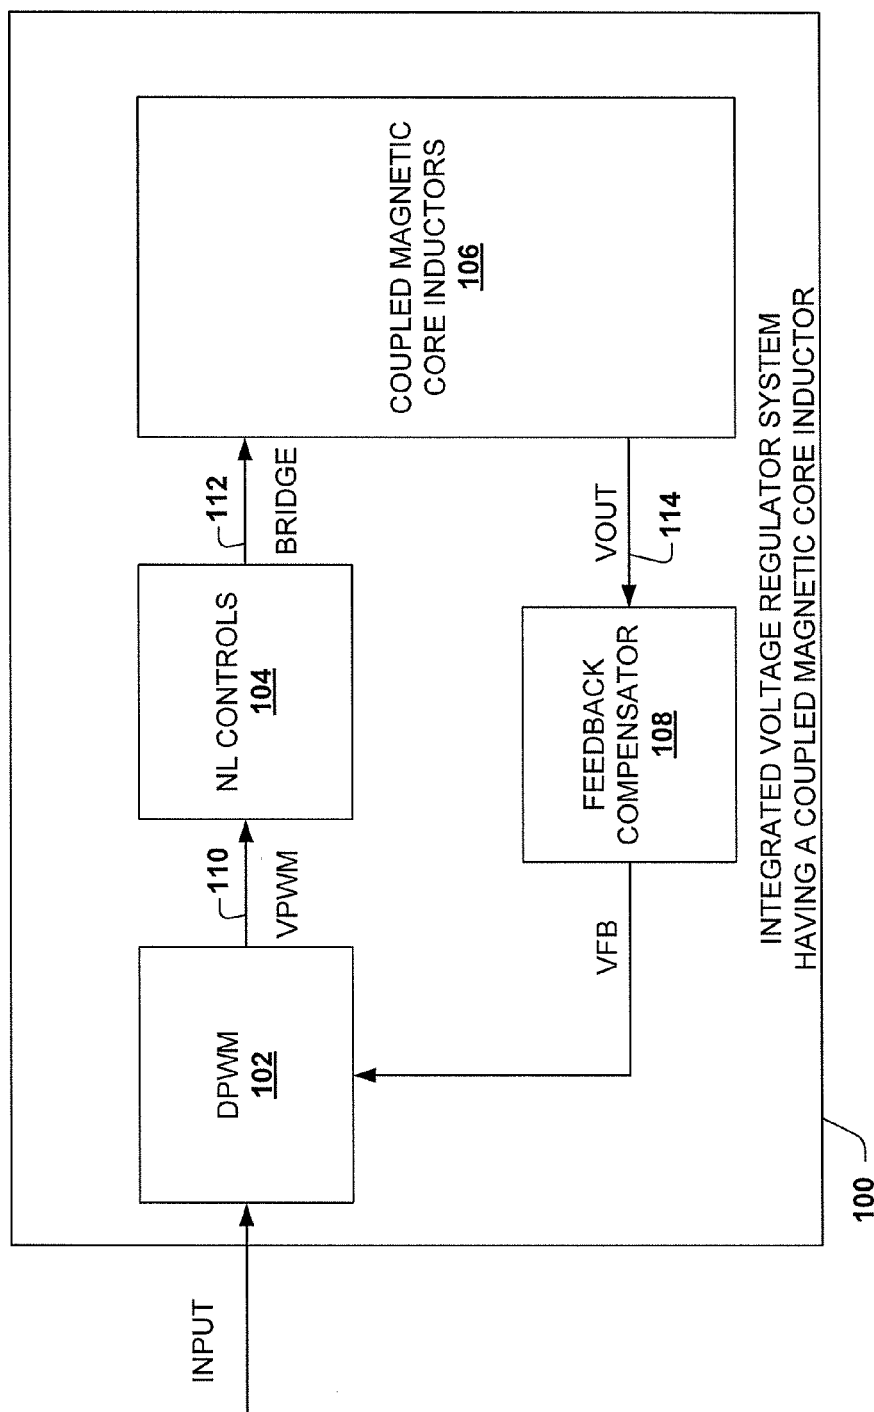 INPUT
DPWM
102
110
VPWM
NL CONTROLS
104
112
BRIDGE
COUPLED MAGNETIC
CORE INDUCTORS
106
VOUT
114
FEEDBACK
COMPENSATOR
108
VFB
INTEGRATED VOLTAGE REGULATOR SYSTEM
HAVING A COUPLED MAGNETIC CORE INDUCTOR
100